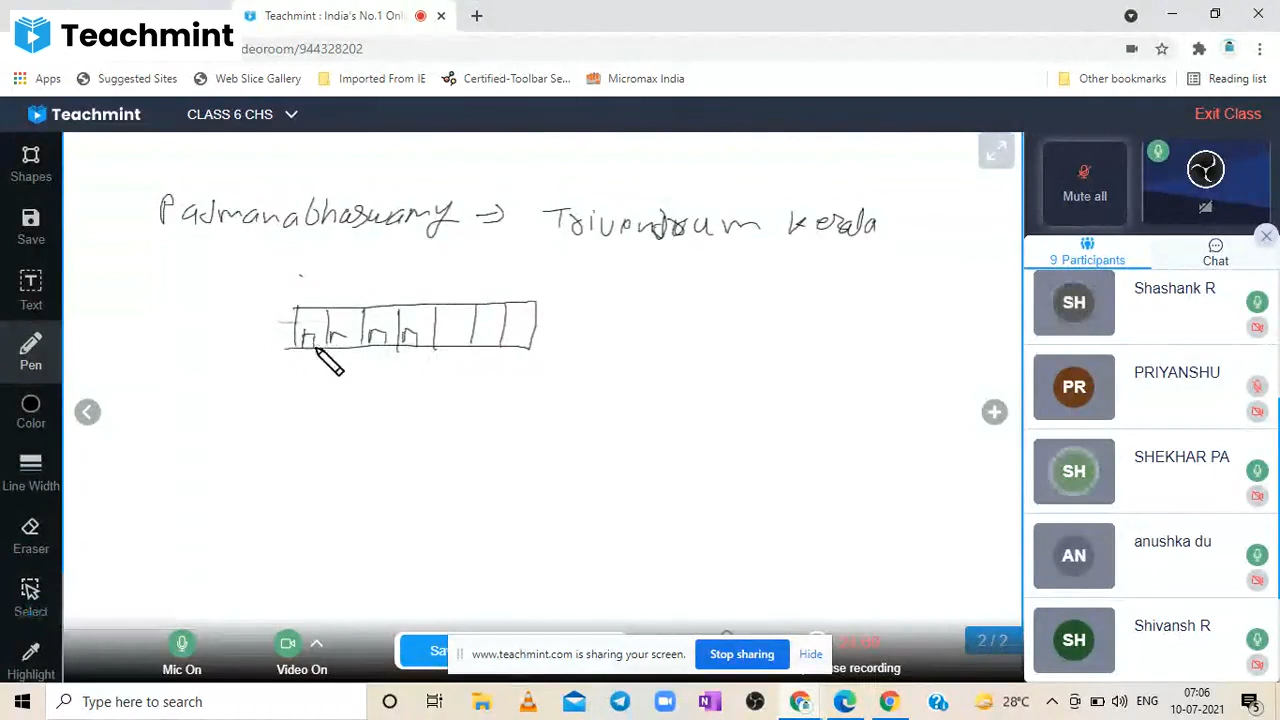 Teachmint : India's No.1 Onl
Teachmint
deoroom/944328202
Apps Suggested Sites Web Slice Gallery Imported From IE Certified-Toolbar Se... Micromax India Other bookmarks Reading list
Teachmint CLASS 6 CHS Exit Class
Shapes
Save
Text
Pen
Color
Line Width
Eraser
Select
Highlight
Padmanabhaswamy → Trivandrum Kerala
Mute all
9 Participants Chat
Shashank R
PRIYANSHU
SHEKHAR PA
anushka du
Shivansh R
SH
PR
SH
AN
SH
2/2
Mic On Video On
www.teachmint.com is sharing your screen. Stop sharing Hide
recording
Type here to search
28°C ENG 07:06
10-07-2021
5